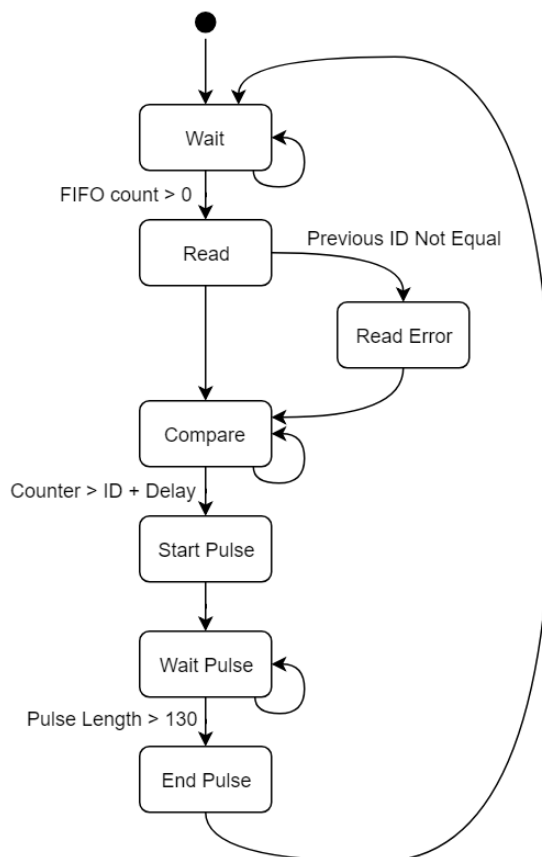 Wait
FIFO count > 0
Read
Previous ID Not Equal
Read Error
Compare
Counter > ID + Delay
Start Pulse
Wait Pulse
Pulse Length > 130
End Pulse